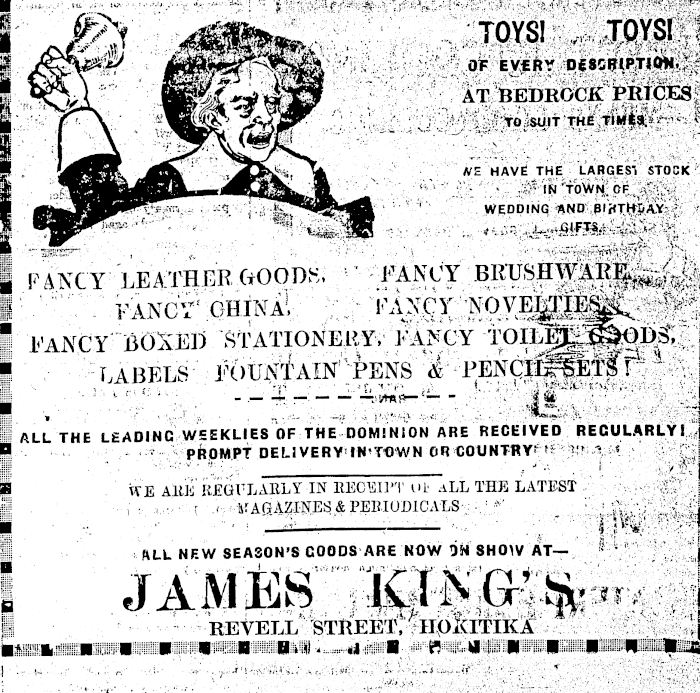 TOYS! TOYS!
OF EVERY DESCRIPTION,
AT BEDROCK PRICES
TO SUIT THE TIMES
WE HAVE THE LARGEST STOCK
IN TOWN OF
WEDDING AND BIRTHDAY
GIFTS,
FANCY LEATHER GOODS, FANCY BRUSHWARE,
FANCY CHINA, FANCY NOVELTIES,
FANCY BOXED STATIONERY, FANCY TOILET GOODS,
LABELS FOUNTAIN PENS & PENCIL SETS!
ALL THE LEADING WEEKLIES OF THE DOMINION ARE RECEIVED REGULARLY!
PROMPT DELIVERY IN TOWN OR COUNTRY
WE ARE REGULARLY IN RECEIPT OF ALL THE LATEST
MAGAZINES & PERIODICALS
ALL NEW SEASON'S GOODS ARE NOW ON SHOW AT—
JAMES KING'S
REVELL STREET, HOKITIKA